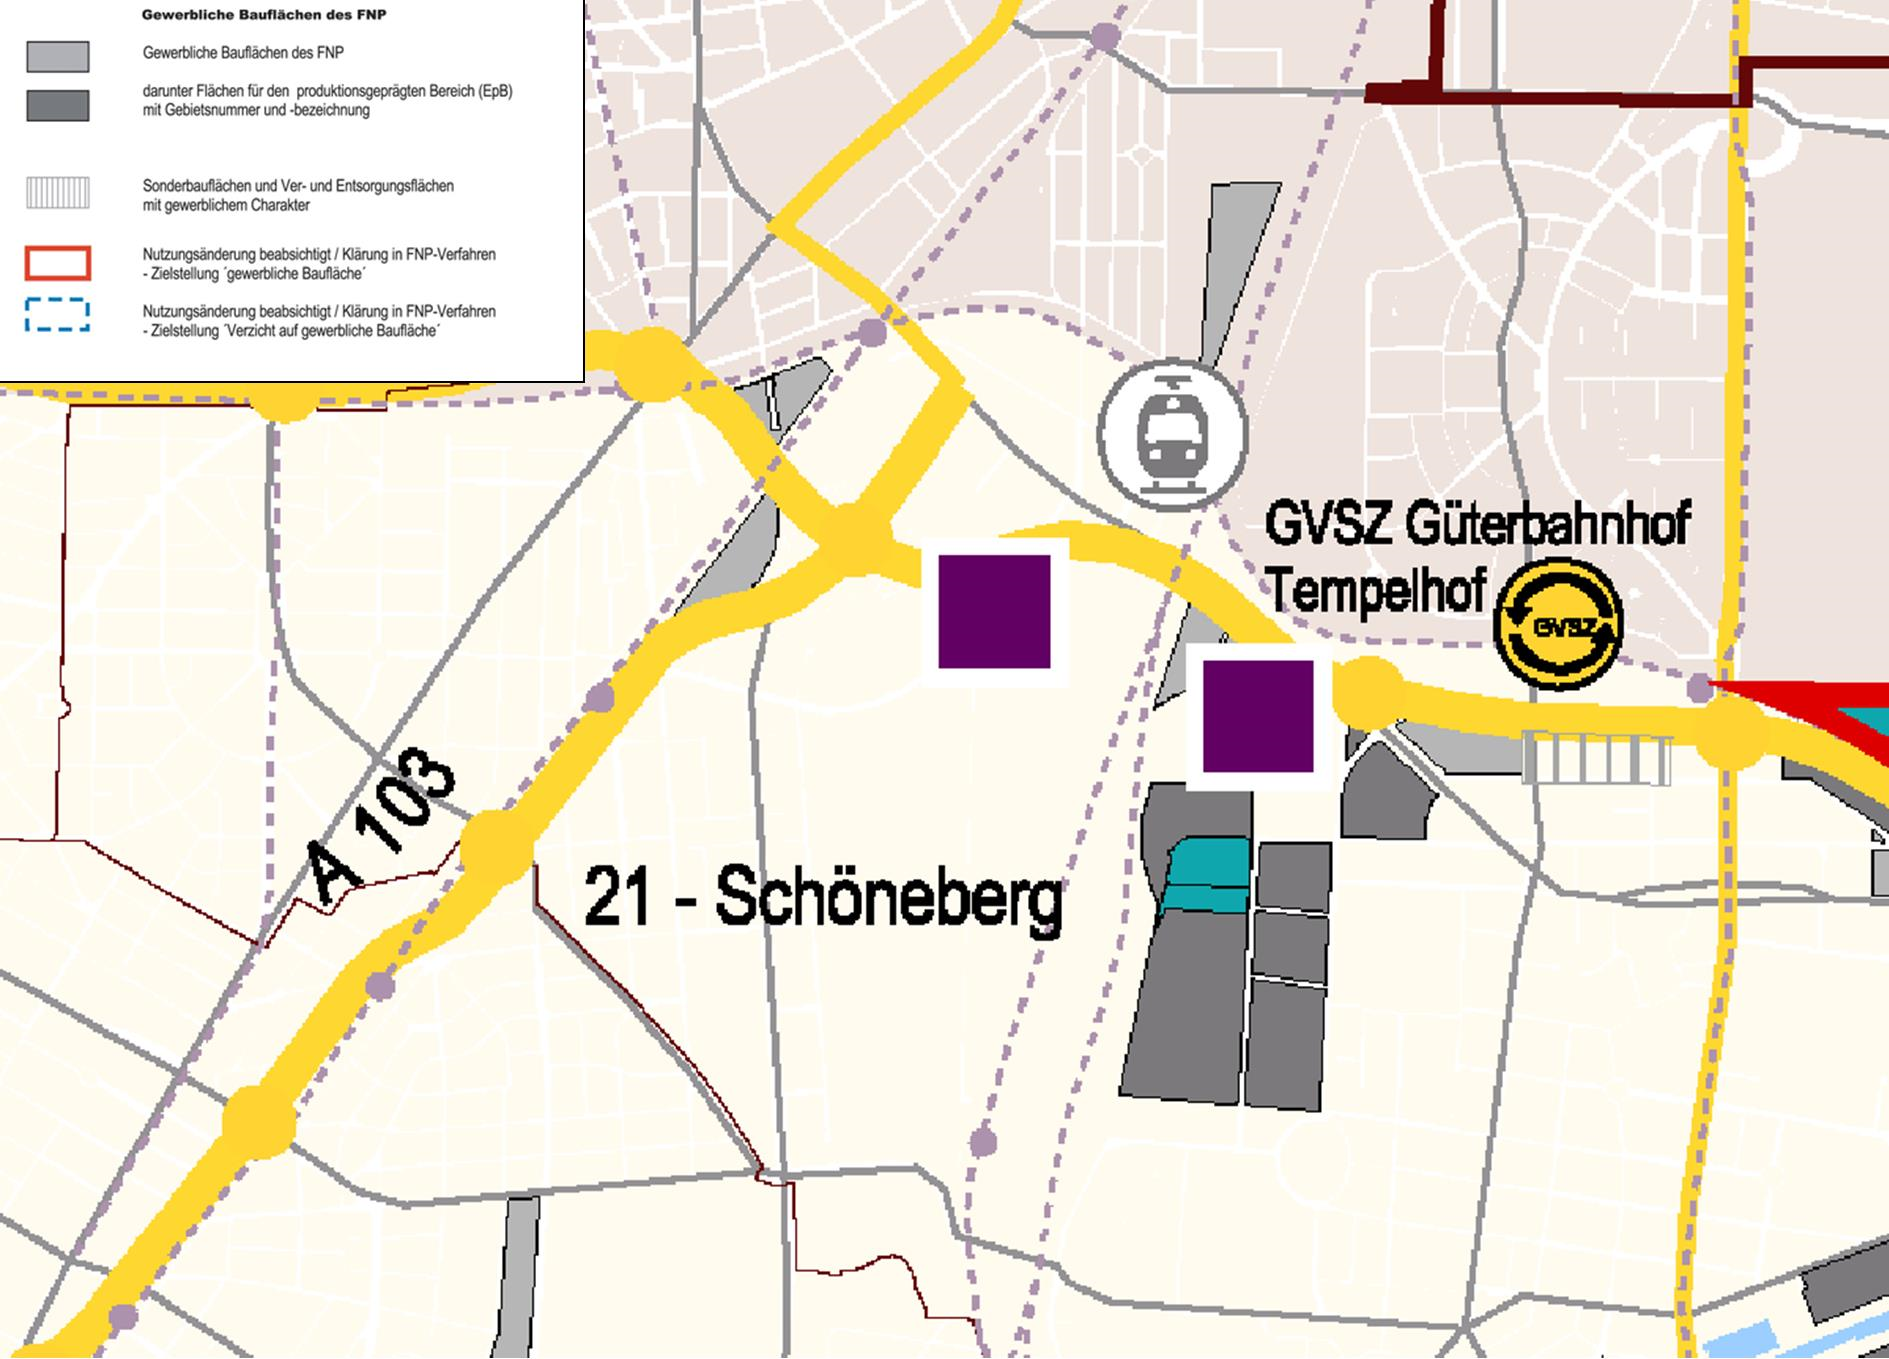 Gewerbliche Bauflächen des FNP
Gewerbliche Bauflächen des FNP
darunter Flächen für den produktionsgeprägten Bereich (EpB)
mit Gebietsnummer und -bezeichnung
Sonderbauflächen und Ver- und Entsorgungsflächen
mit gewerblichem Charakter
Nutzungsänderung beabsichtigt / Klärung in FNP-Verfahren
- Zielstellung ´gewerbliche Baufläche´
Nutzungsänderung beabsichtigt / Klärung in FNP-Verfahren
- Zielstellung ´Verzicht auf gewerbliche Baufläche´
GVSZ Güterbahnhof
Tempelhof
GVSZ
A 103
21 - Schöneberg